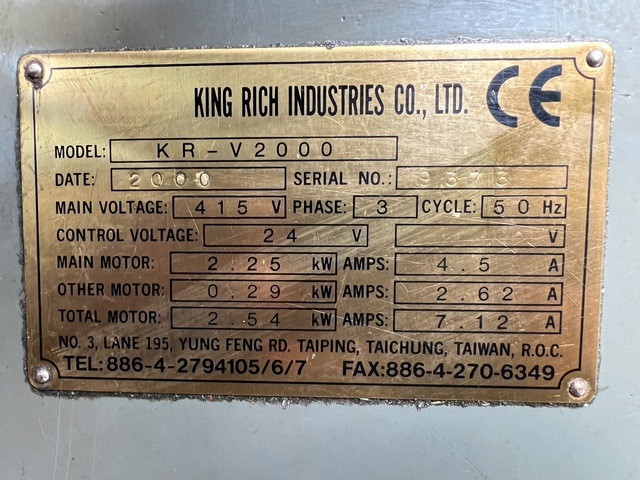 KING RICH INDUSTRIES CO., LTD. CE
MODEL: KR-V2000
DATE: 2000 SERIAL NO.: 9373
MAIN VOLTAGE: 415 V PHASE: 3 CYCLE: 50 Hz
CONTROL VOLTAGE: 24 V V
MAIN MOTOR: 2.25 kW AMPS: 4.5 A
OTHER MOTOR: 0.29 kW AMPS: 2.62 A
TOTAL MOTOR: 2.54 kW AMPS: 7.12 A
NO. 3, LANE 195, YUNG FENG RD. TAIPING, TAICHUNG, TAIWAN, R.O.C.
TEL:886-4-2794105/6/7 FAX:886-4-270-6349